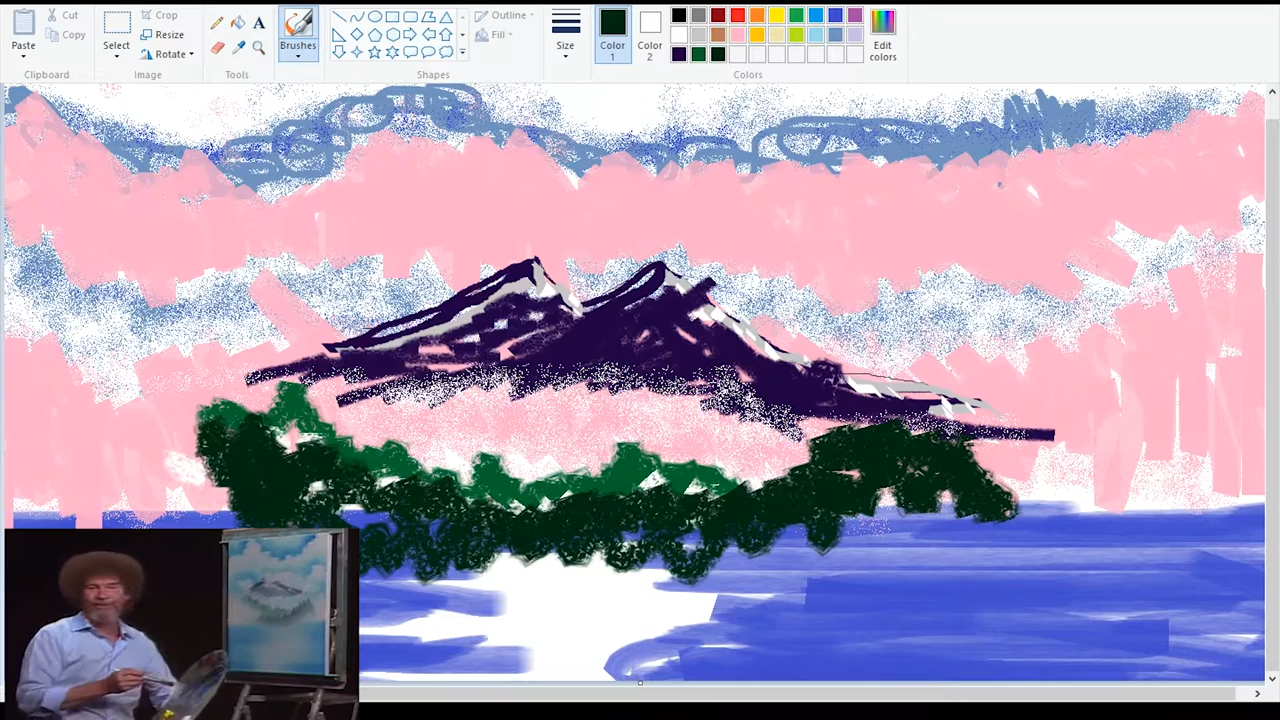 Cut
Copy
Paste
Clipboard
Crop
Resize
Rotate
Select
Image
A
Tools
Brushes
Outline
Fill
Shapes
Size
Color
1
Color
2
Edit
colors
Colors